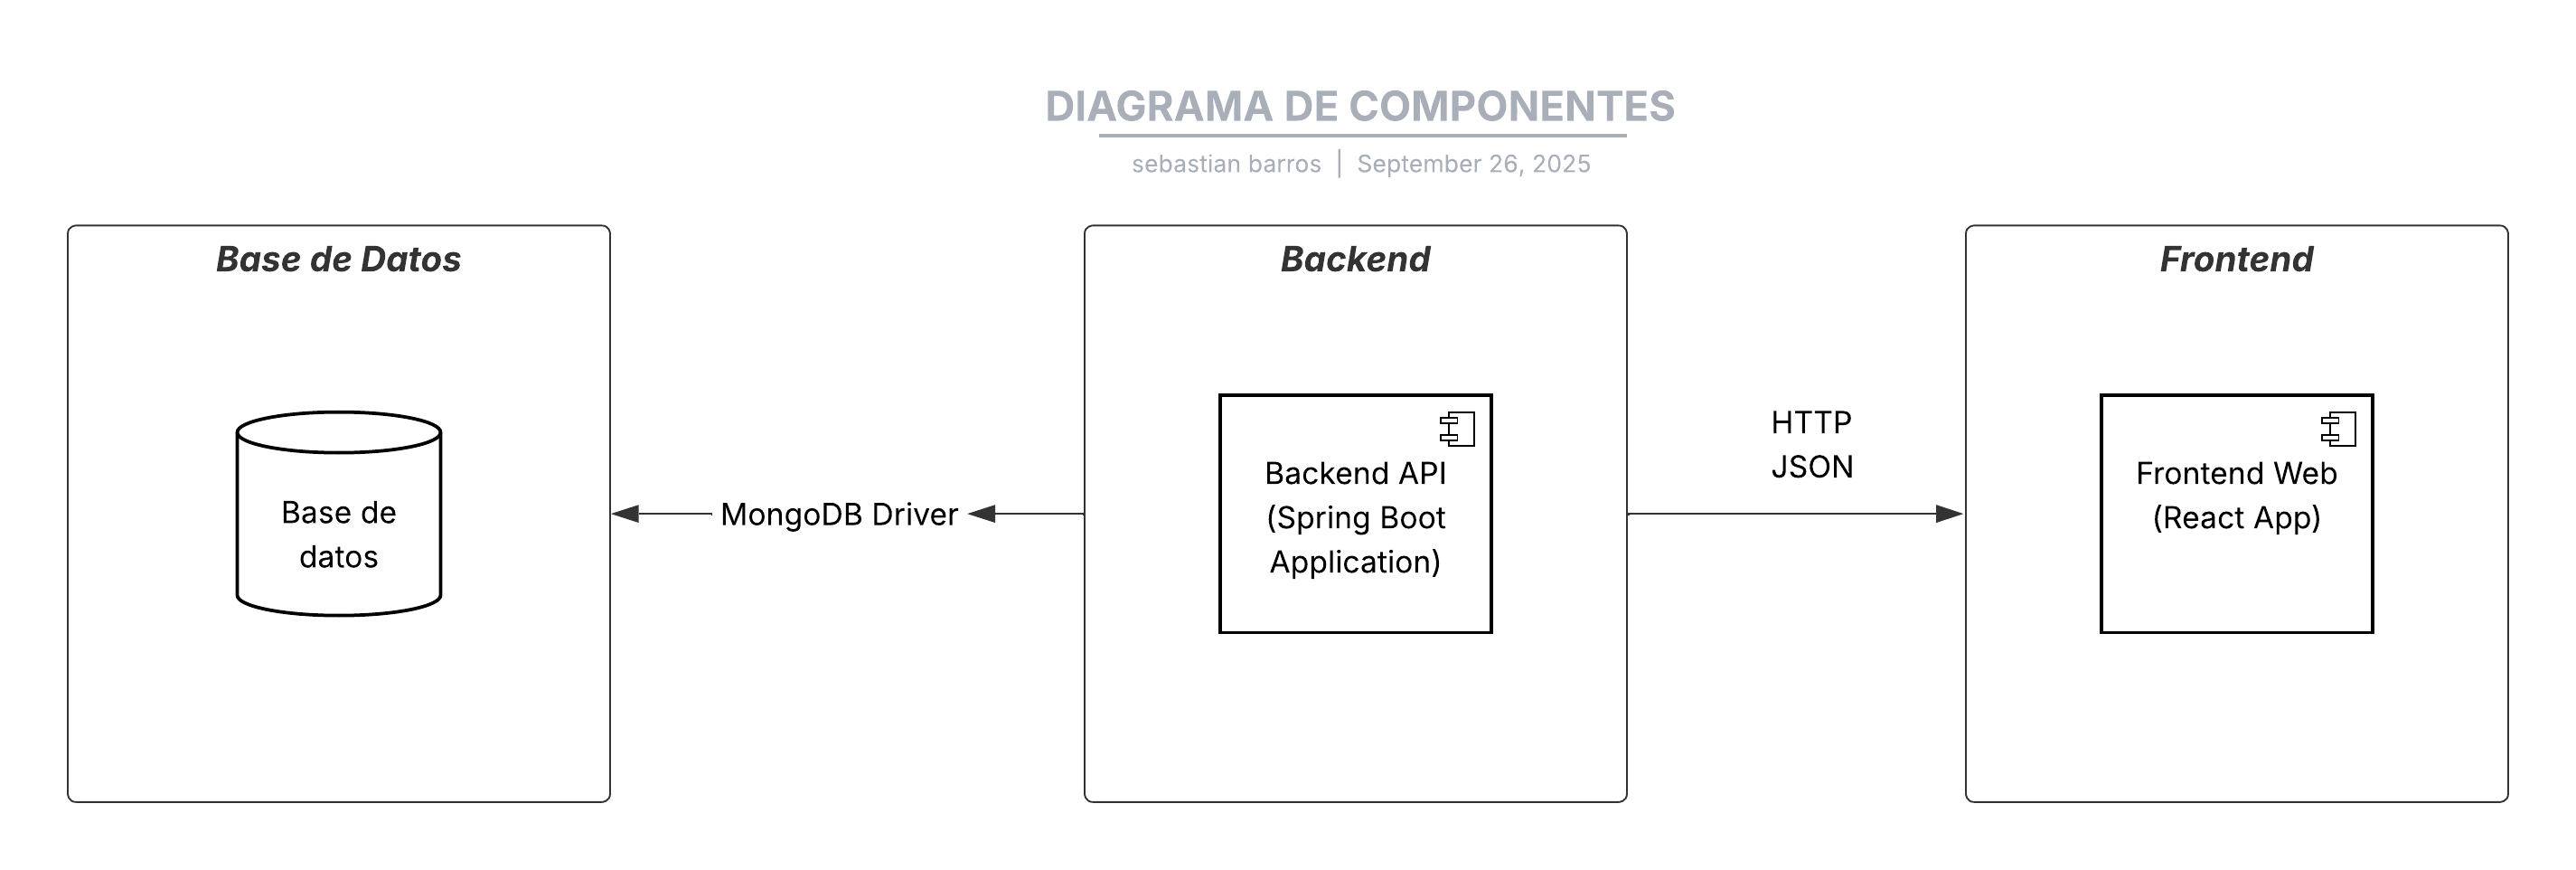 DIAGRAMA DE COMPONENTES
sebastian barros | September 26, 2025
Base de Datos
Base de
datos
MongoDB Driver
Backend
Backend API
(Spring Boot
Application)
HTTP
JSON
Frontend
Frontend Web
(React App)